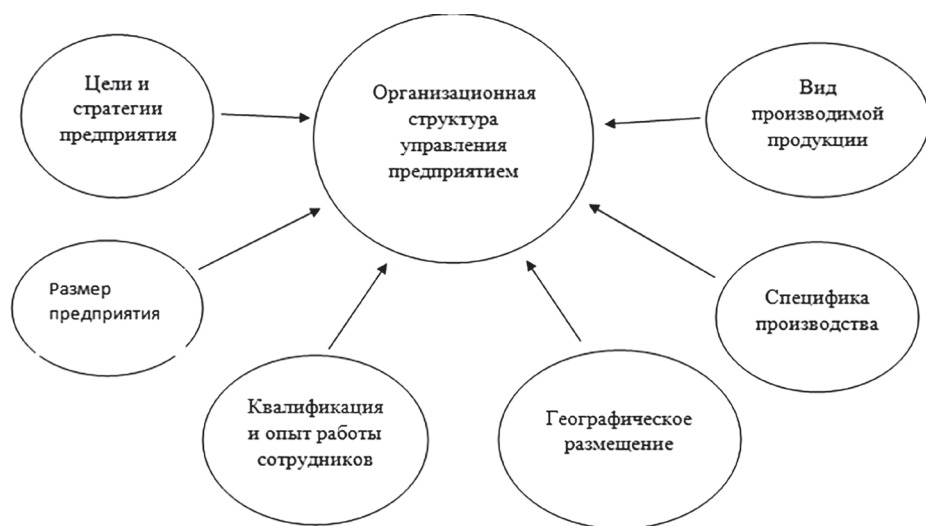 Цели и
стратегии
предприятия
Организационная
структура
управления
предприятием
Вид
производимой
продукции
Размер
предприятия
Специфика
производства
Квалификация
и опыт работы
сотрудников
Географическое
размещение